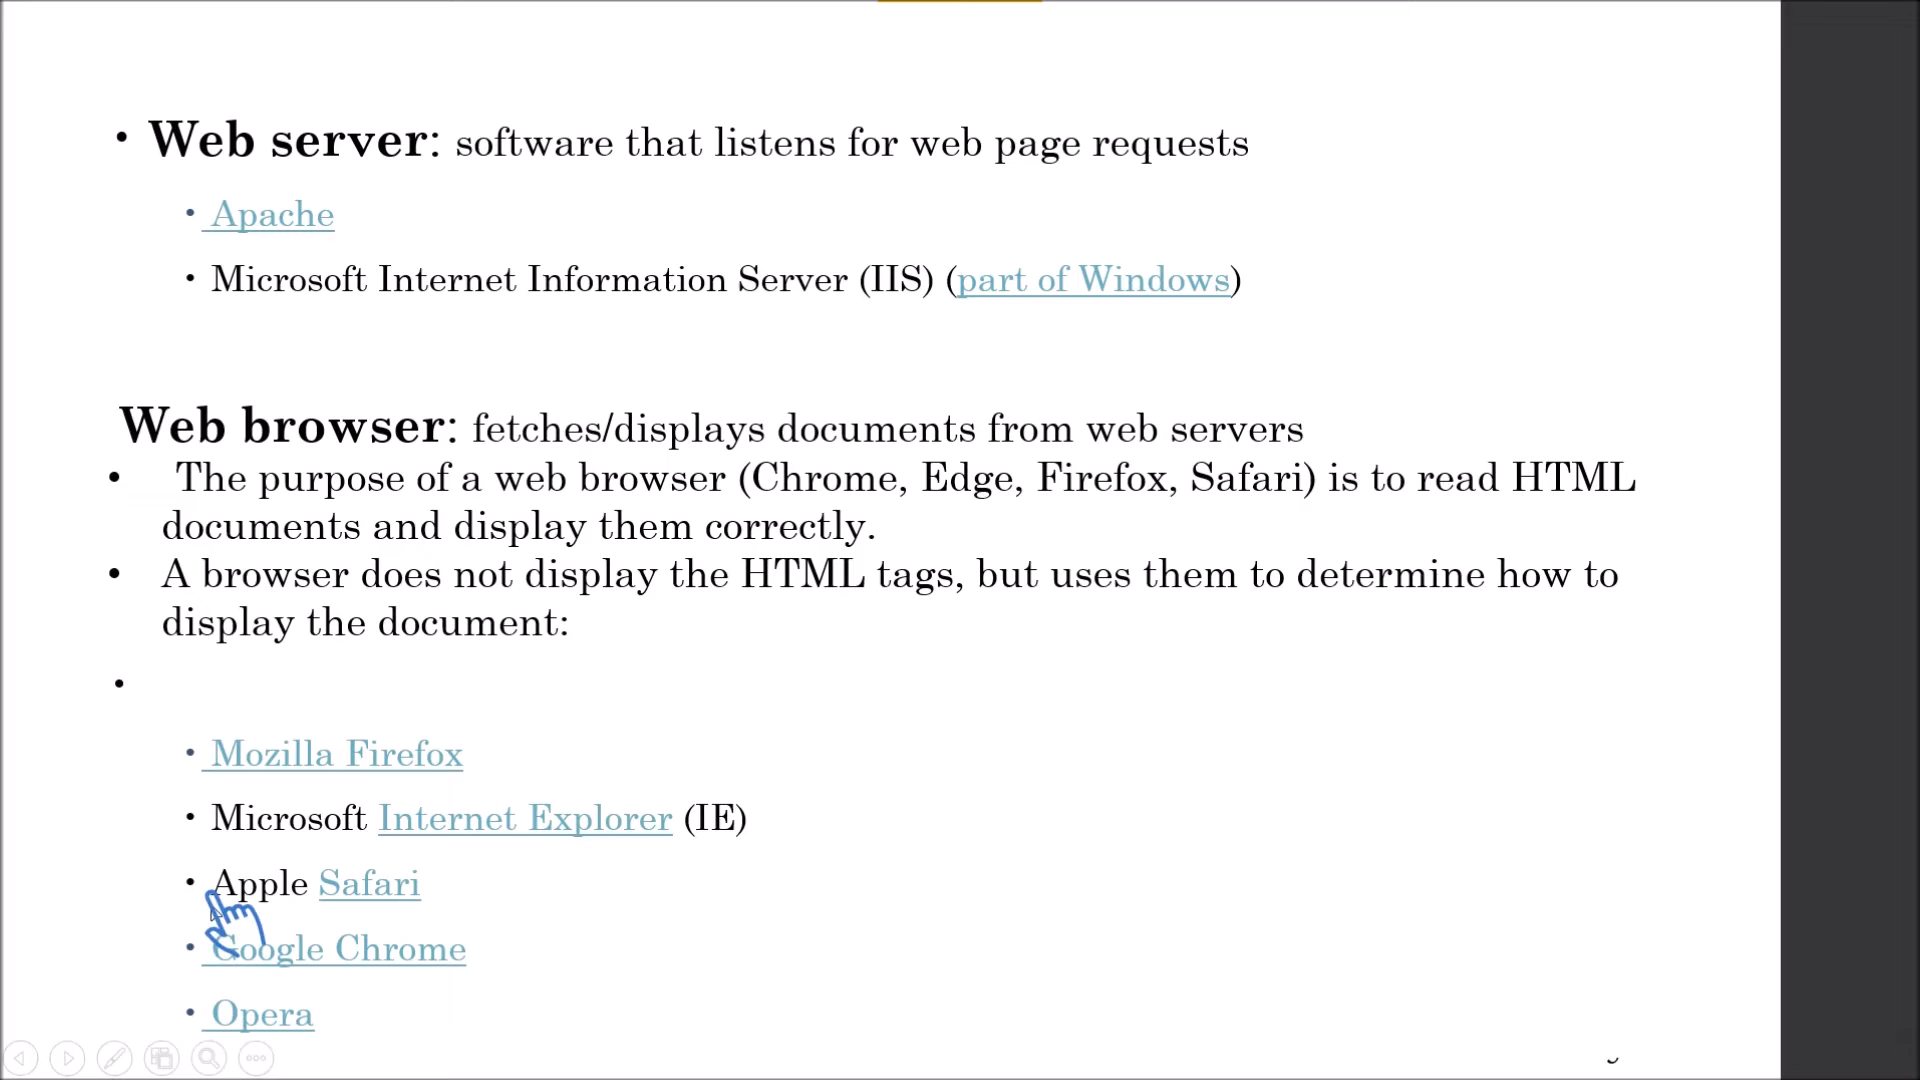 • Web server: software that listens for web page requests
• Apache
• Microsoft Internet Information Server (IIS) (part of Windows)
Web browser: fetches/displays documents from web servers
• The purpose of a web browser (Chrome, Edge, Firefox, Safari) is to read HTML
documents and display them correctly.
• A browser does not display the HTML tags, but uses them to determine how to
display the document:
•
• Mozilla Firefox
• Microsoft Internet Explorer (IE)
• Apple Safari
• Google Chrome
• Opera